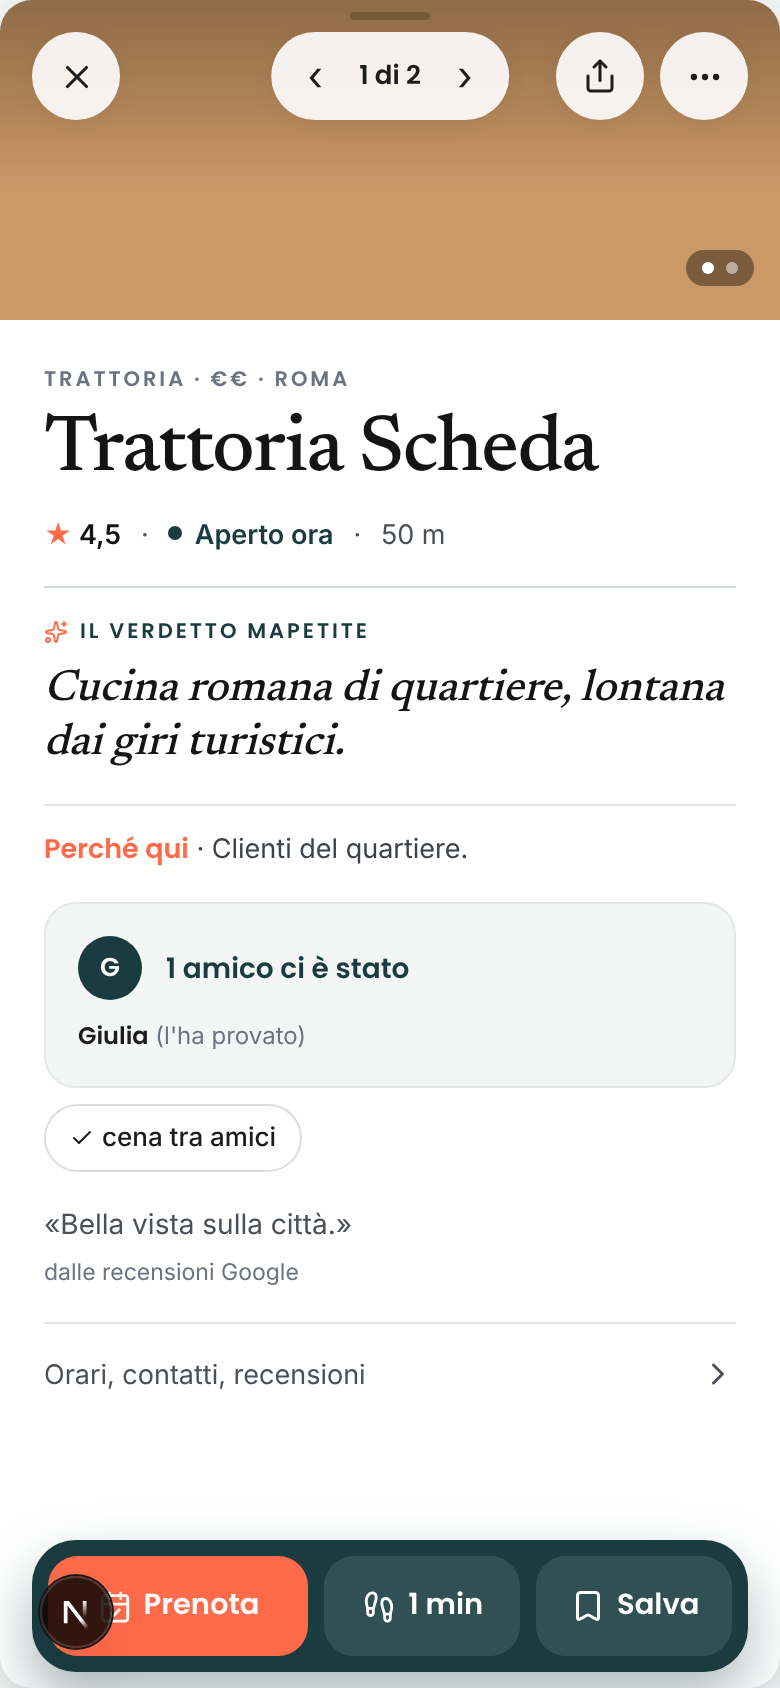 1 di 2
TRATTORIA · €€ · ROMA
Trattoria Scheda
★ 4,5 · Aperto ora · 50 m
IL VERDETTO MAPETITE
Cucina romana di quartiere, lontana
dai giri turistici.
Perché qui · Clienti del quartiere.
G
1 amico ci è stato
Giulia (l'ha provato)
cena tra amici
«Bella vista sulla città.»
dalle recensioni Google
Orari, contatti, recensioni
N
Prenota
1 min
Salva